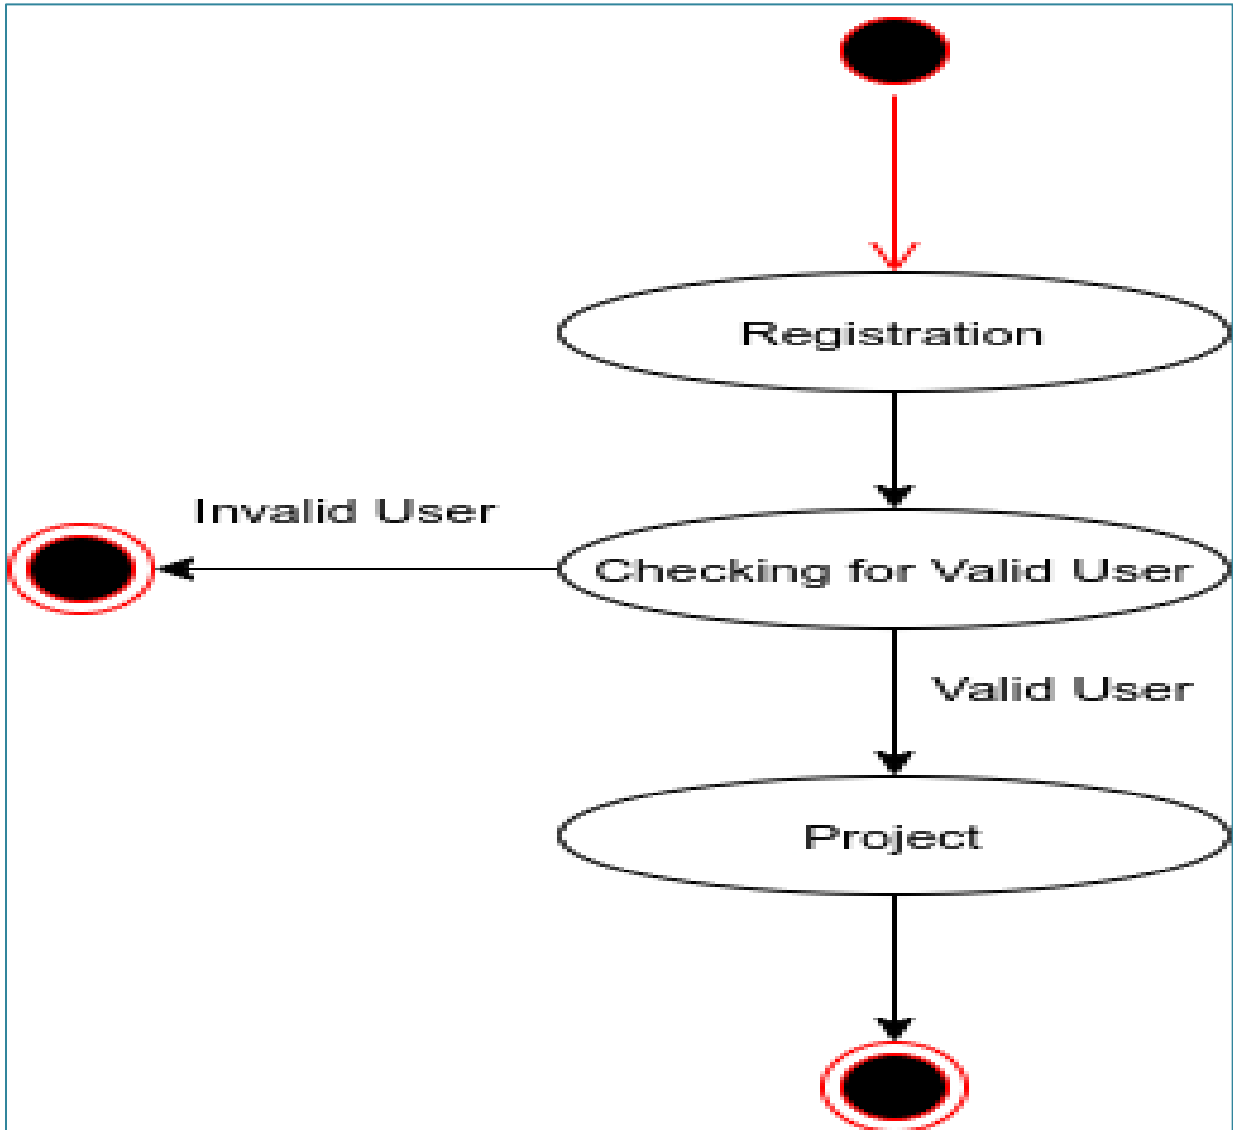 Registration
Invalid User
Checking for Valid User
Valid User
Project